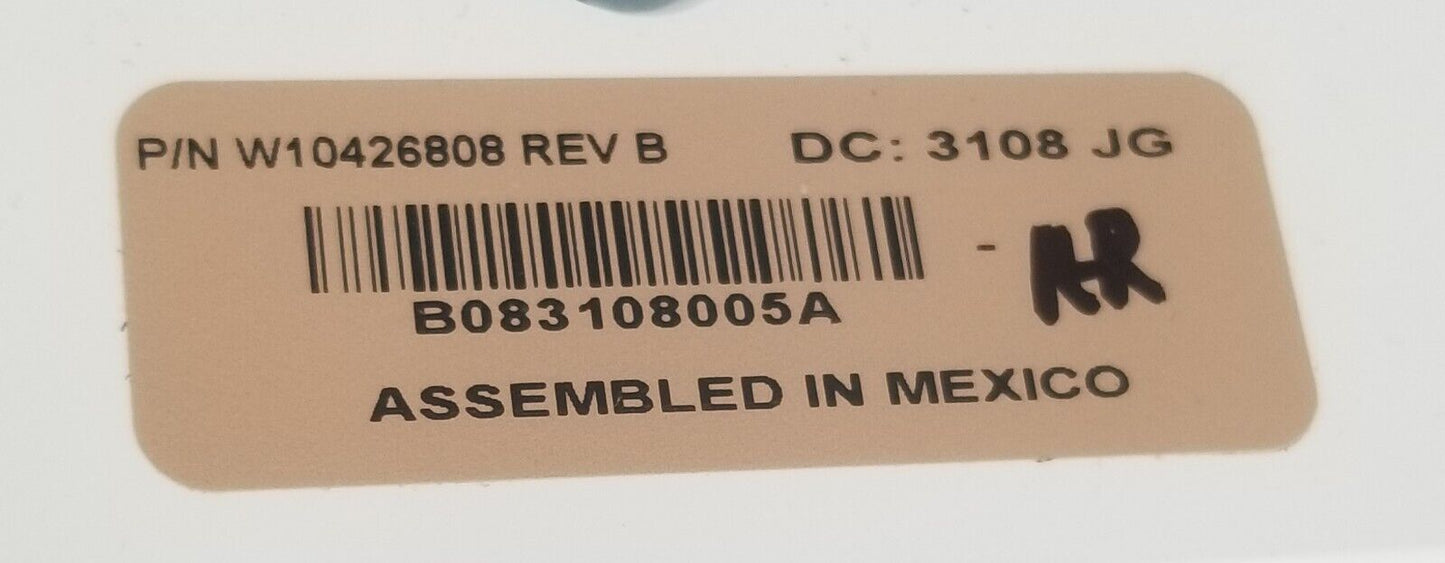 P/N W10426808 REV B DC: 3108 JG
-
B083108005A
ASSEMBLED IN MEXICO